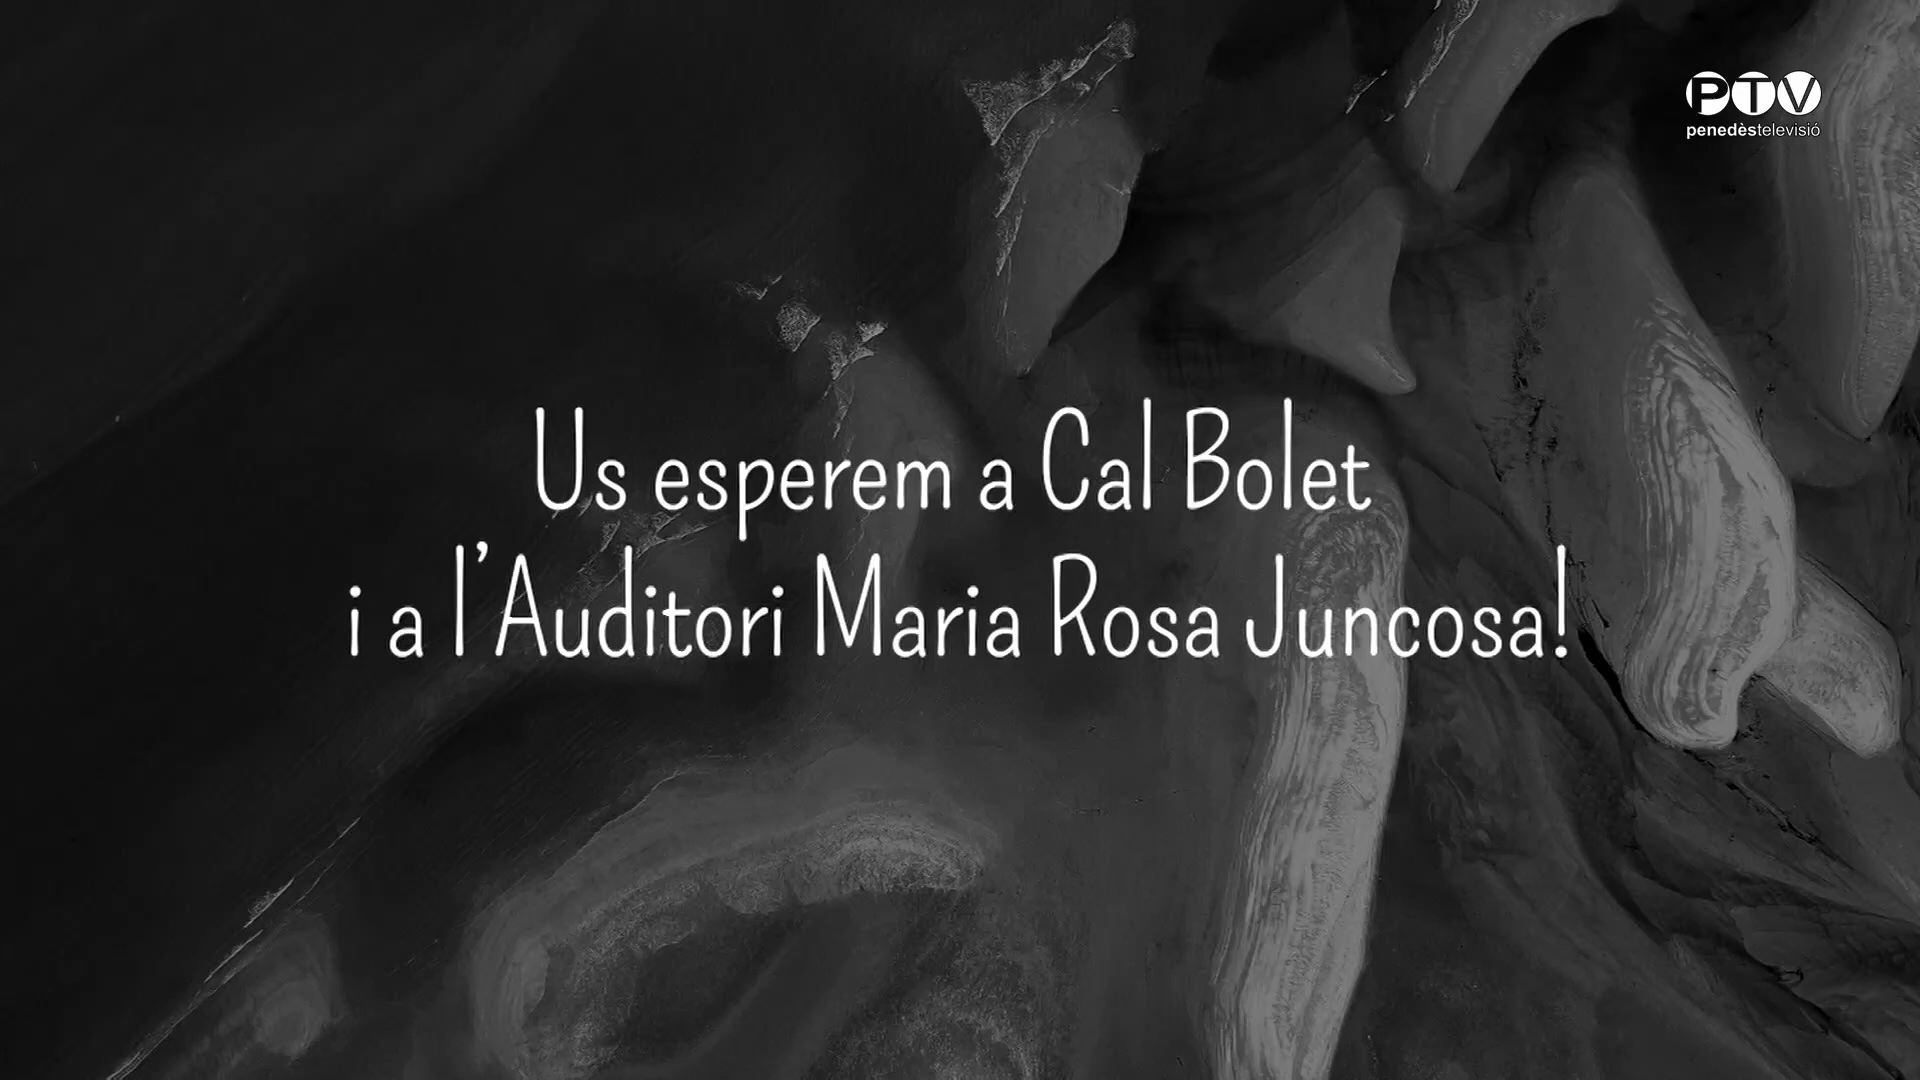 PTV
penedèstelevisió
Us esperem a Cal Bolet
i a l’Auditori Maria Rosa Juncosa!